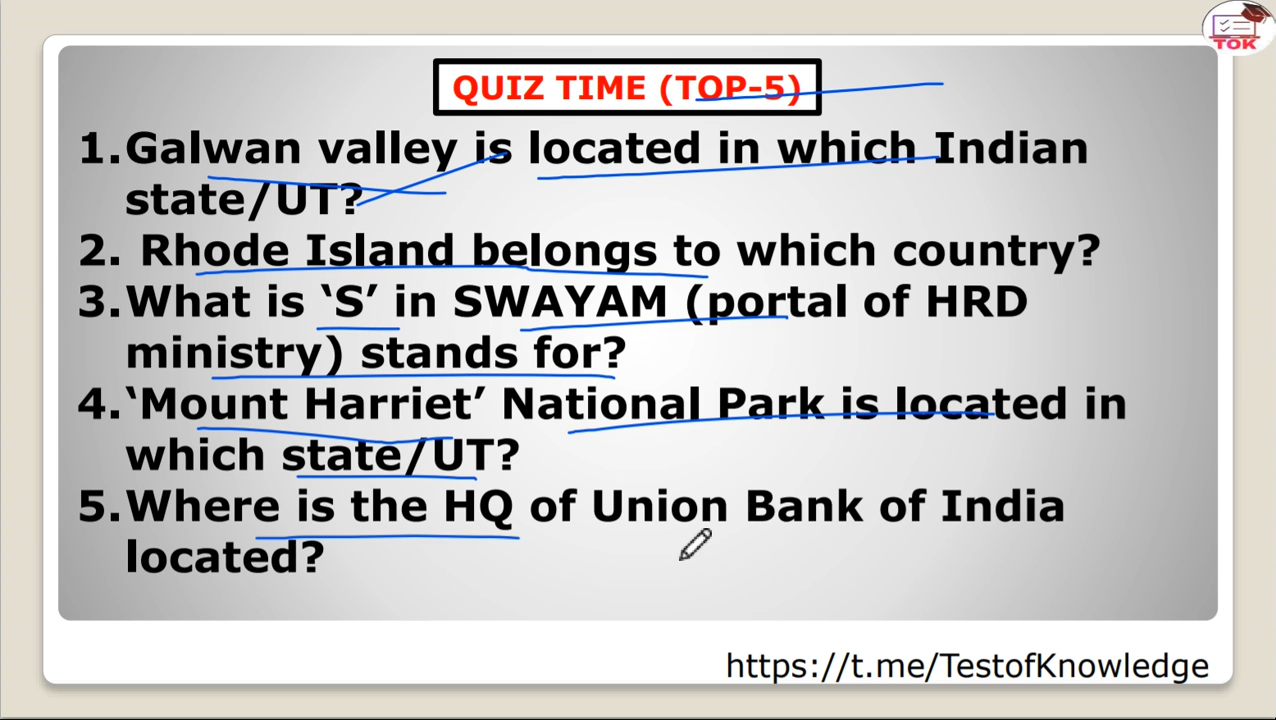 TOK
QUIZ TIME (TOP-5)
1.Galwan valley is located in which Indian
state/UT?
2. Rhode Island belongs to which country?
3.What is ‘S’ in SWAYAM (portal of HRD
ministry) stands for?
4.‘Mount Harriet’ National Park is located in
which state/UT?
5.Where is the HQ of Union Bank of India
located?
https://t.me/TestofKnowledge